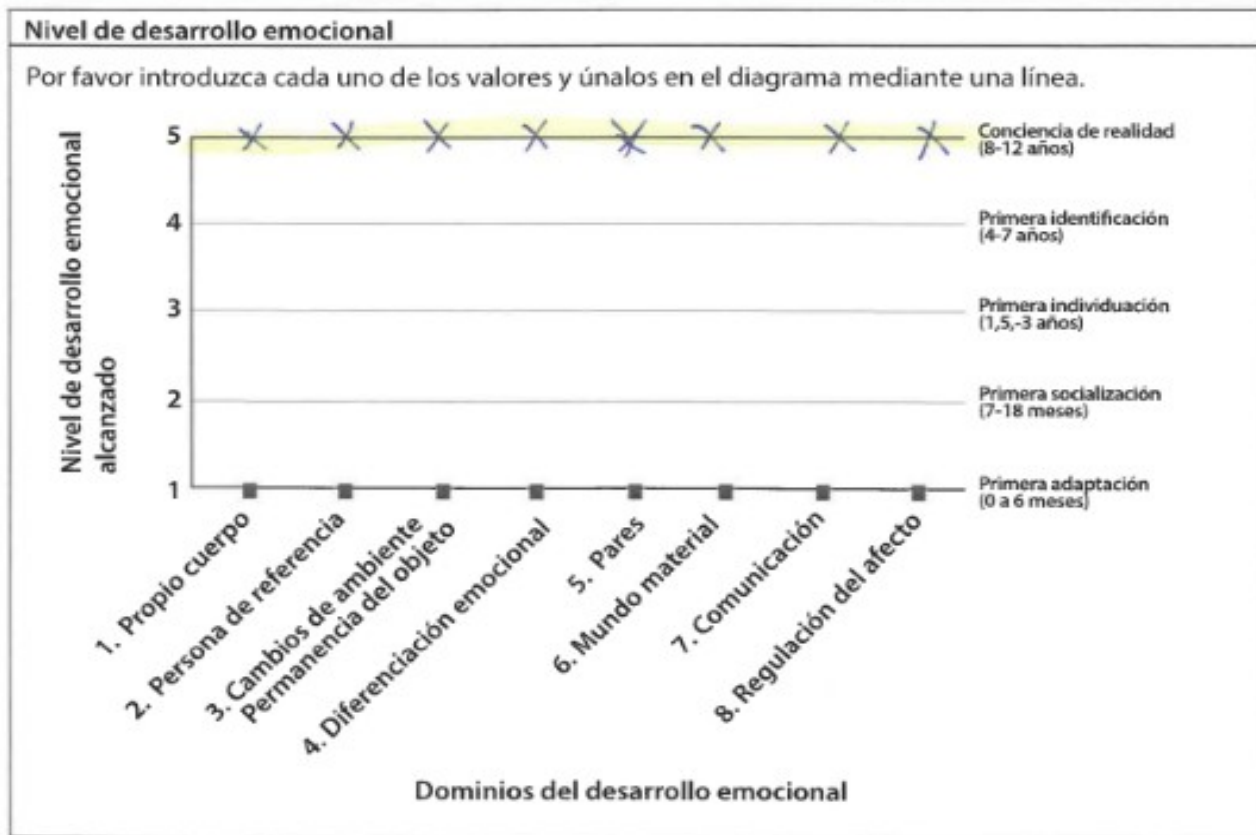 Nivel de desarrollo emocional
Por favor introduzca cada uno de los valores y únalos en el diagrama mediante una línea.
Nivel de desarrollo emocional
alcanzado
5
Conciencia de realidad
(8-12 años)
4
Primera identificación
(4-7 años)
3
Primera individuación
(1,5,-3 años)
2
Primera socialización
(7-18 meses)
1
Primera adaptación
(0 a 6 meses)
1. Propio cuerpo
2. Persona de referencia
3. Cambios de ambiente
Permanencia del objeto
4. Diferenciación emocional
5. Pares
6. Mundo material
7. Comunicación
8. Regulación del afecto
Dominios del desarrollo emocional